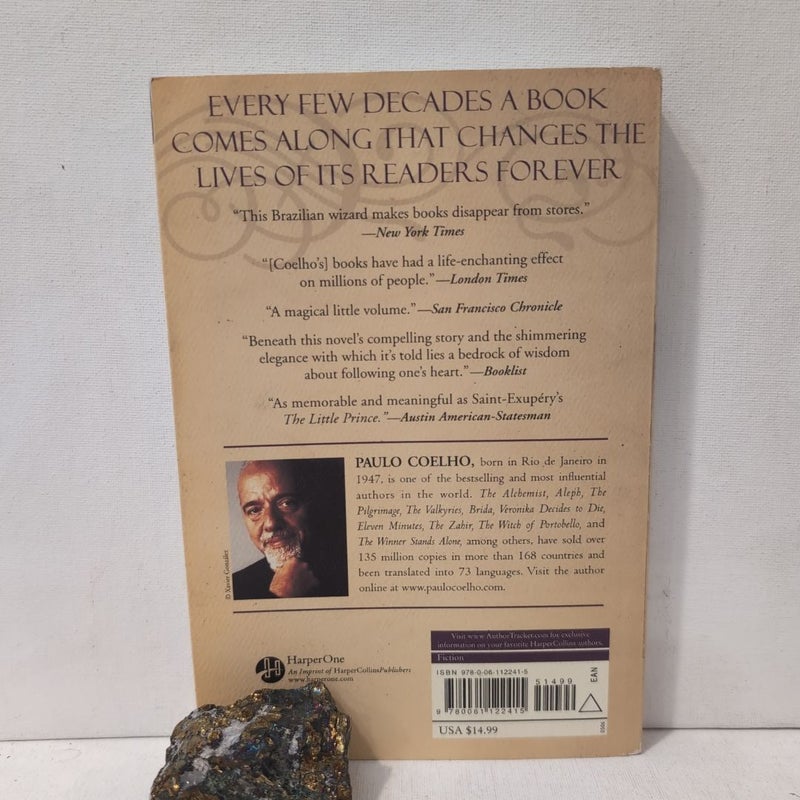 EVERY FEW DECADES A BOOK
COMES ALONG THAT CHANGES THE
LIVES OF ITS READERS FOREVER
“This Brazilian wizard makes books disappear from stores.”
—New York Times
“[Coelho's] books have had a life-enchanting effect
on millions of people.”—London Times
“A magical little volume.”—San Francisco Chronicle
“Beneath this novel's compelling story and the shimmering
elegance with which it's told lies a bedrock of wisdom
about following one's heart.”—Booklist
“As memorable and meaningful as Saint-Exupéry's
The Little Prince.”—Austin American-Statesman
PAULO COELHO, born in Rio de Janeiro in
1947, is one of the bestselling and most influential
authors in the world. The Alchemist, Aleph, The
Pilgrimage, The Valkyries, Brida, Veronika Decides to Die,
Eleven Minutes, The Zahir, The Witch of Portobello, and
The Winner Stands Alone, among others, have sold over
135 million copies in more than 168 countries and
been translated into 73 languages. Visit the author
online at www.paulocoelho.com.
© Xavier González
HarperOne
An Imprint of HarperCollinsPublishers
www.harperone.com
Visit www.AuthorTracker.com for exclusive
information on your favorite HarperCollins authors.
Fiction
ISBN 978-0-06-112241-5
51499
EAN
9 780061 122415
USA $14.99